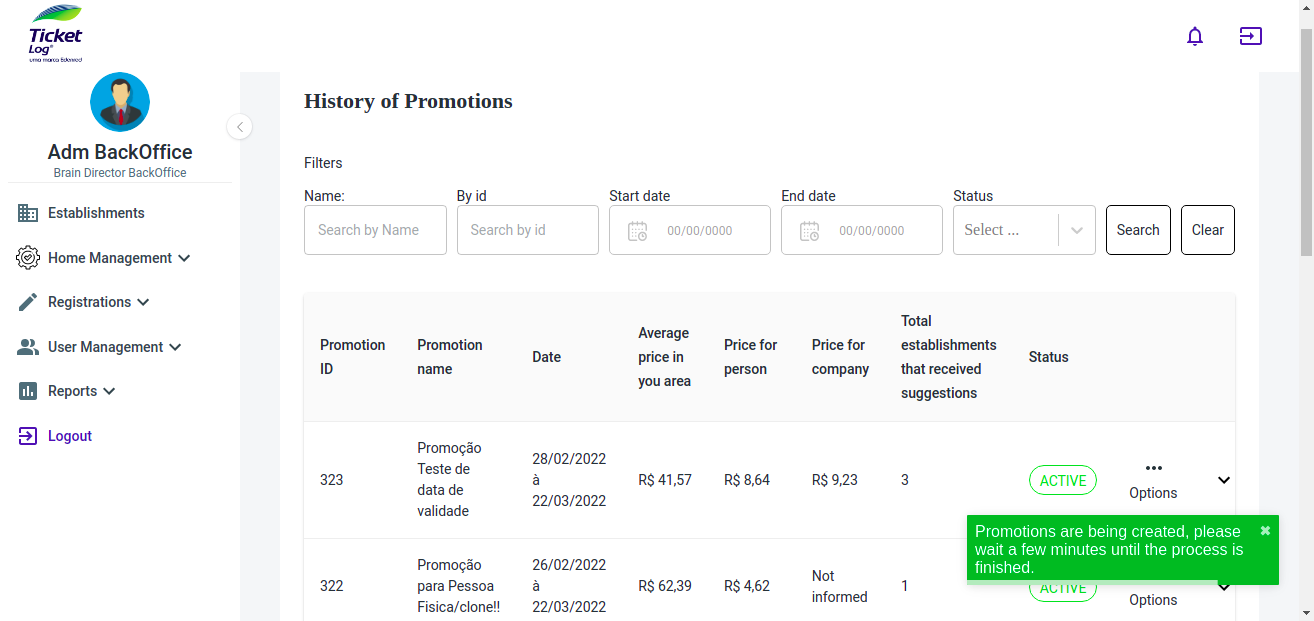 Ticket
Log®
uma marca Edenred
Adm BackOffice
Brain Director BackOffice
Establishments
Home Management
Registrations
User Management
Reports
Logout
History of Promotions
Filters
Name:
By id
Start date
End date
Status
Search by Name
Search by id
00/00/0000
00/00/0000
Select ...
Search
Clear
Promotion
ID
Promotion
name
Date
Average
price in
you area
Price for
person
Price for
company
Total
establishments
that received
suggestions
Status
323
Promoção
Teste de
data de
validade
28/02/2022
à
22/03/2022
R$ 41,57
R$ 8,64
R$ 9,23
3
ACTIVE
Options
322
Promoção
para Pessoa
Fisica/clone!!
26/02/2022
à
22/03/2022
R$ 62,39
R$ 4,62
Not
informed
1
ACTIVE
Options
Promotions are being created, please
wait a few minutes until the process is
finished.